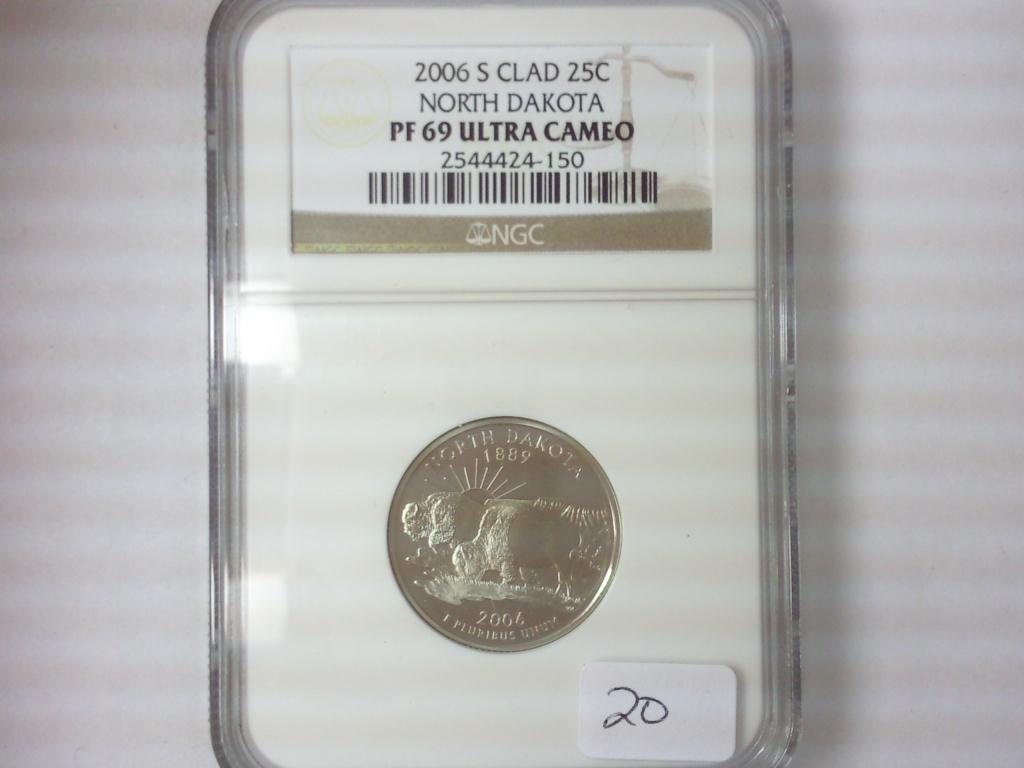 2006 S CLAD 25C
NORTH DAKOTA
PF 69 ULTRA CAMEO
2544424-150
NGC
NORTH DAKOTA
1889
2006
E PLURIBUS UNUM
20